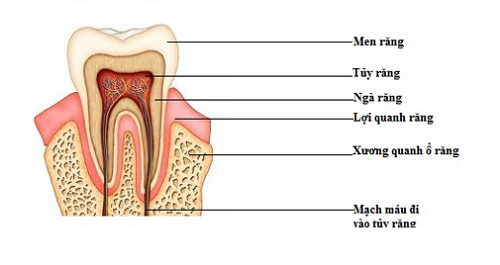 Men răng
Tủy răng
Ngà răng
Lợi quanh răng
Xương quanh ổ răng
Mạch máu đi
vào tủy răng